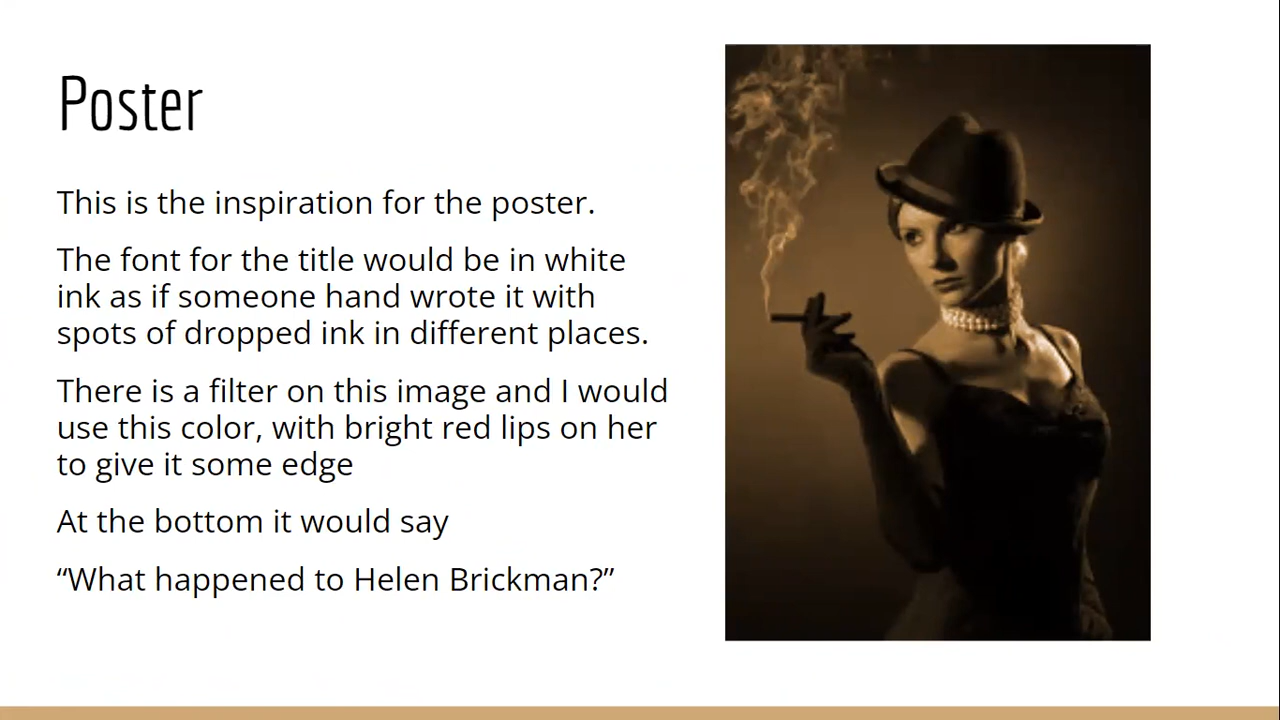 Poster
This is the inspiration for the poster.
The font for the title would be in white
ink as if someone hand wrote it with
spots of dropped ink in different places.
There is a filter on this image and I would
use this color, with bright red lips on her
to give it some edge
At the bottom it would say
“What happened to Helen Brickman?”